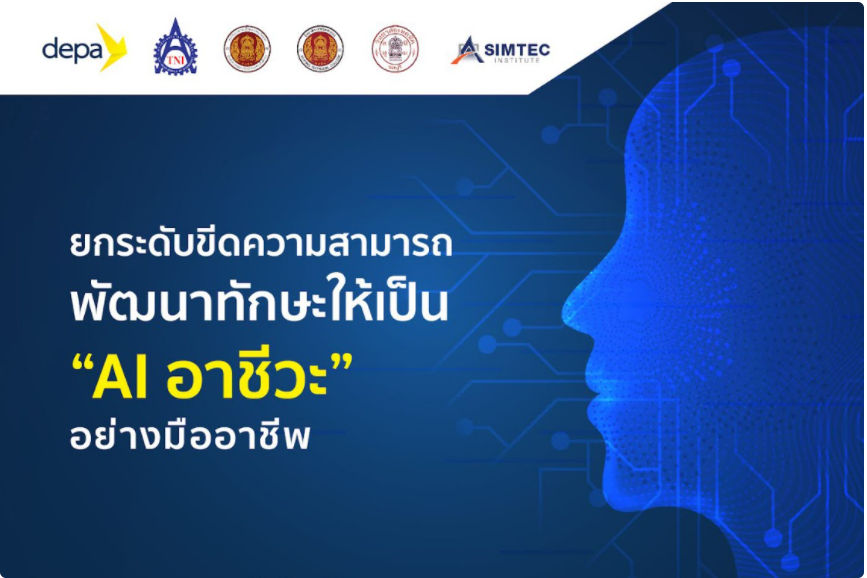 depa
TNI
SIMTEC
INSTITUTE
ยกระดับขีดความสามารถ
พัฒนาทักษะให้เป็น
“AI อาชีวะ”
อย่างมืออาชีพ